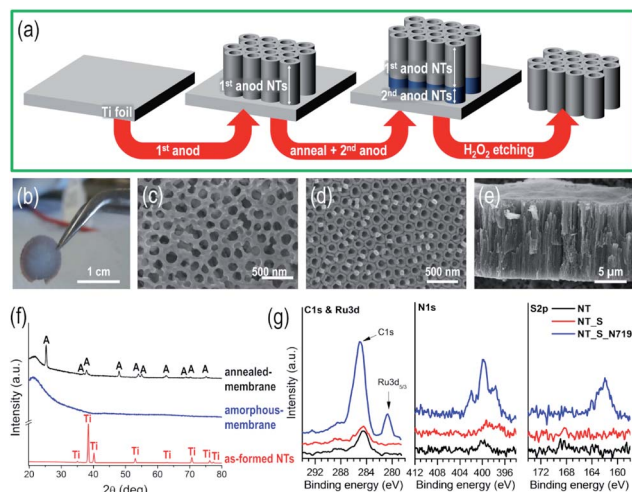 (a)
Ti foil
1st anod NTs
1st anod NTs
2nd anod NTs
1st anod
anneal + 2nd anod
H2O2 etching
(b)
1 cm
(c)
500 nm
(d)
500 nm
(e)
5 µm
(f)
Intensity (a.u.)
A
A
A
A
A
A
A
A
A
A
annealed-
membrane
amorphous-
membrane
Ti
Ti
Ti
Ti
Ti
Ti
Ti
Ti
as-formed NTs
20 30 40 50 60 70 80
2θ (deg)
(g)
Intensity (a.u.)
C1s & Ru3d
C1s
Ru3d5/3
292 288 284 280
Binding energy (eV)
N1s
412 404 396
Binding energy (eV)
S2p
NT
NT_S
NT_S_N719
172 168 164 160
Binding energy (eV)